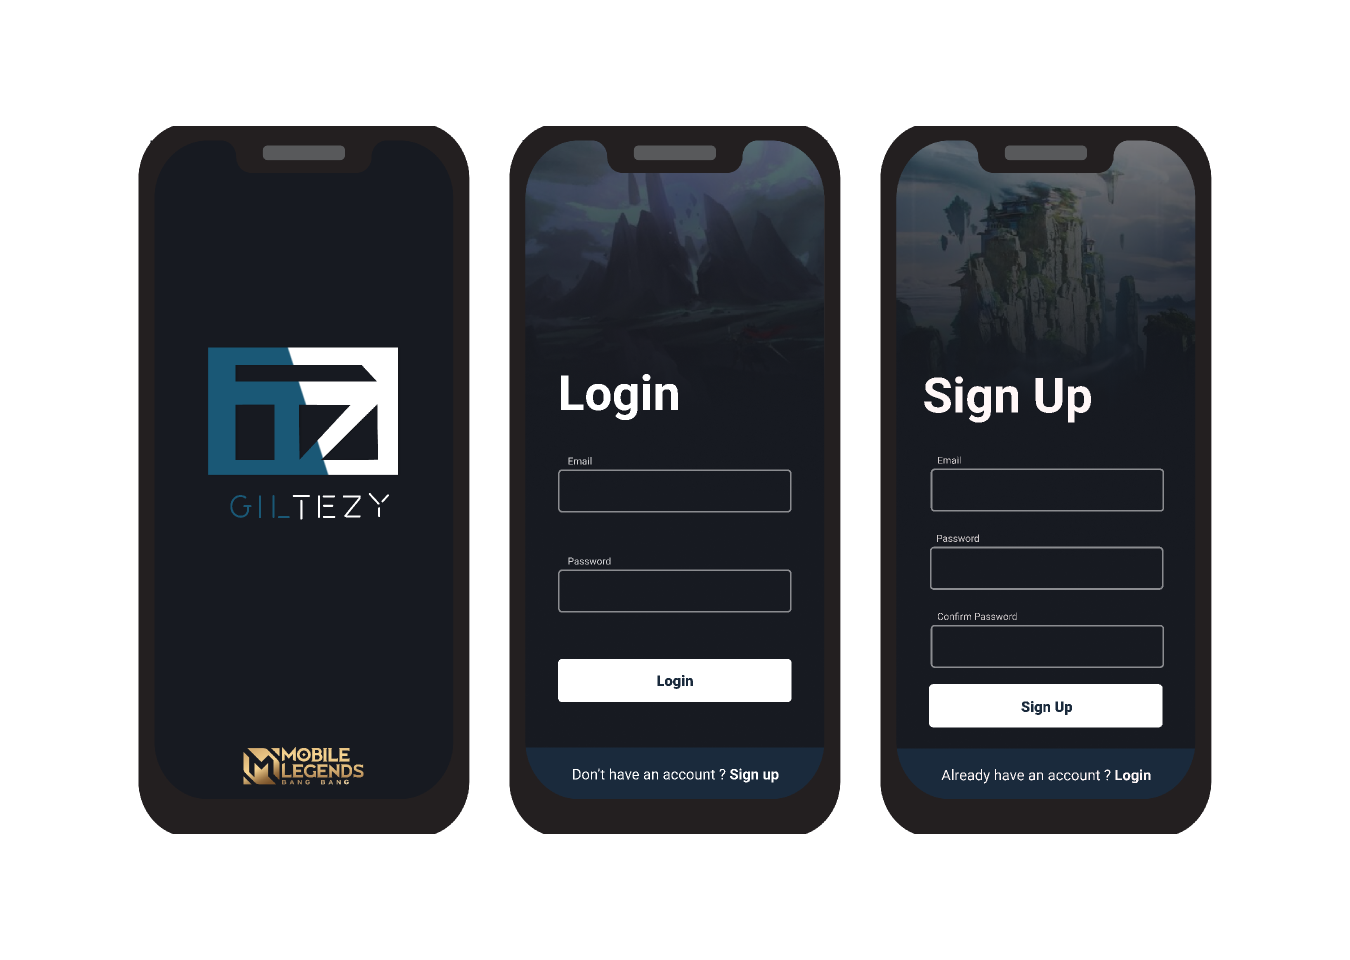 GILTEZY
MOBILE
LEGENDS
BANG BANG
Login
Email
Password
Login
Don't have an account ? Sign up
Sign Up
Email
Password
Confirm Password
Sign Up
Already have an account ? Login